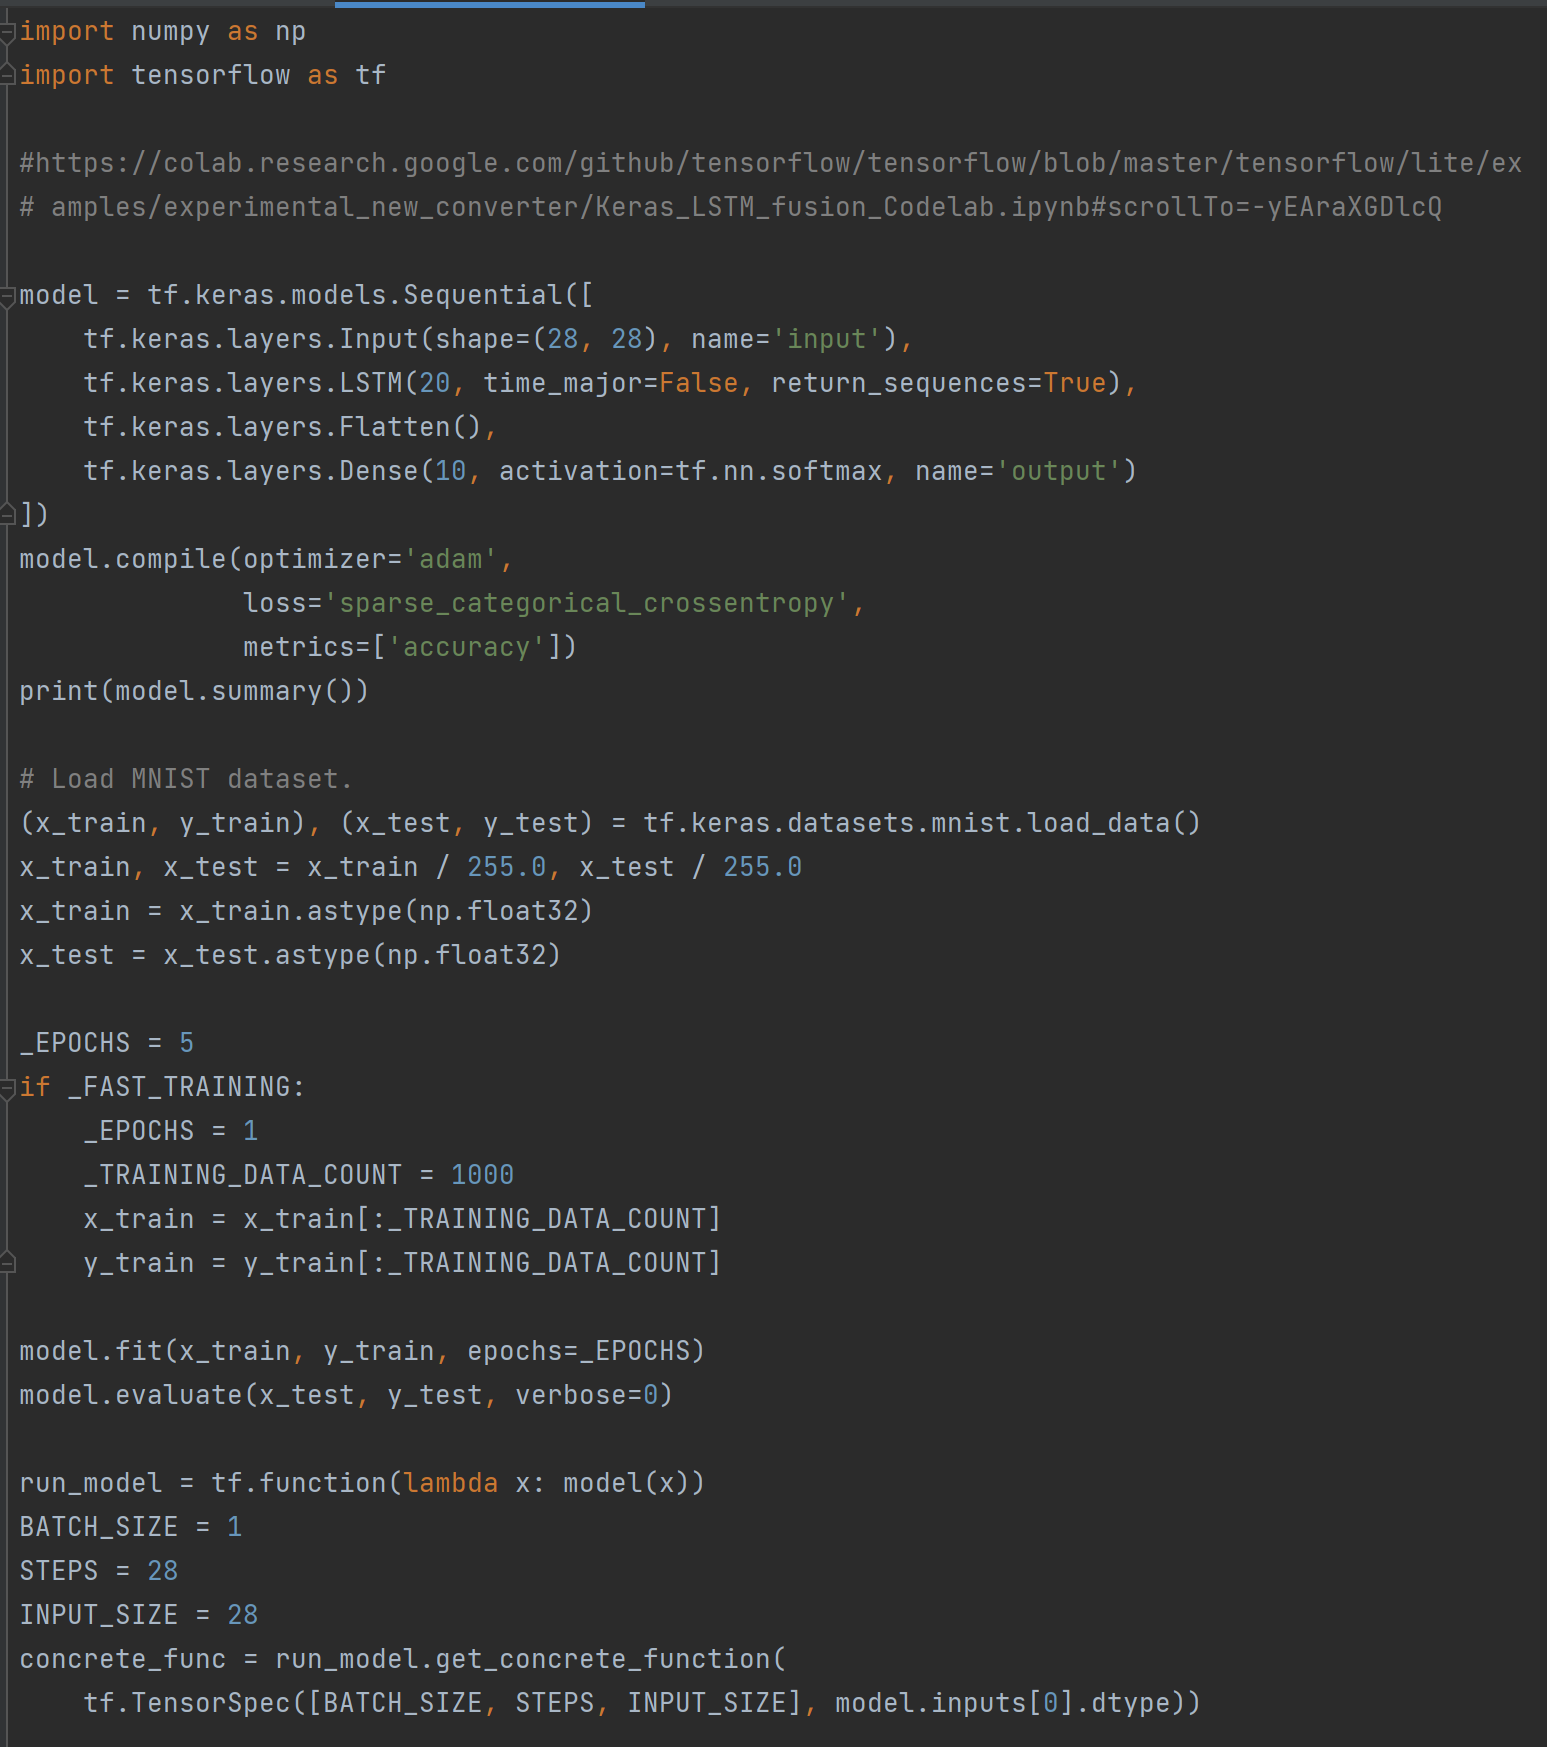 import numpy as np
import tensorflow as tf
#https://colab.research.google.com/github/tensorflow/tensorflow/blob/master/tensorflow/lite/ex
# amples/experimental_new_converter/Keras_LSTM_fusion_Codelab.ipynb#scrollTo=-yEAraXGDlcQ
model = tf.keras.models.Sequential([
    tf.keras.layers.Input(shape=(28, 28), name='input'),
    tf.keras.layers.LSTM(20, time_major=False, return_sequences=True),
    tf.keras.layers.Flatten(),
    tf.keras.layers.Dense(10, activation=tf.nn.softmax, name='output')
])
model.compile(optimizer='adam',
              loss='sparse_categorical_crossentropy',
              metrics=['accuracy'])
print(model.summary())
# Load MNIST dataset.
(x_train, y_train), (x_test, y_test) = tf.keras.datasets.mnist.load_data()
x_train, x_test = x_train / 255.0, x_test / 255.0
x_train = x_train.astype(np.float32)
x_test = x_test.astype(np.float32)
_EPOCHS = 5
if _FAST_TRAINING:
    _EPOCHS = 1
    _TRAINING_DATA_COUNT = 1000
    x_train = x_train[:_TRAINING_DATA_COUNT]
    y_train = y_train[:_TRAINING_DATA_COUNT]
model.fit(x_train, y_train, epochs=_EPOCHS)
model.evaluate(x_test, y_test, verbose=0)
run_model = tf.function(lambda x: model(x))
BATCH_SIZE = 1
STEPS = 28
INPUT_SIZE = 28
concrete_func = run_model.get_concrete_function(
    tf.TensorSpec([BATCH_SIZE, STEPS, INPUT_SIZE], model.inputs[0].dtype))